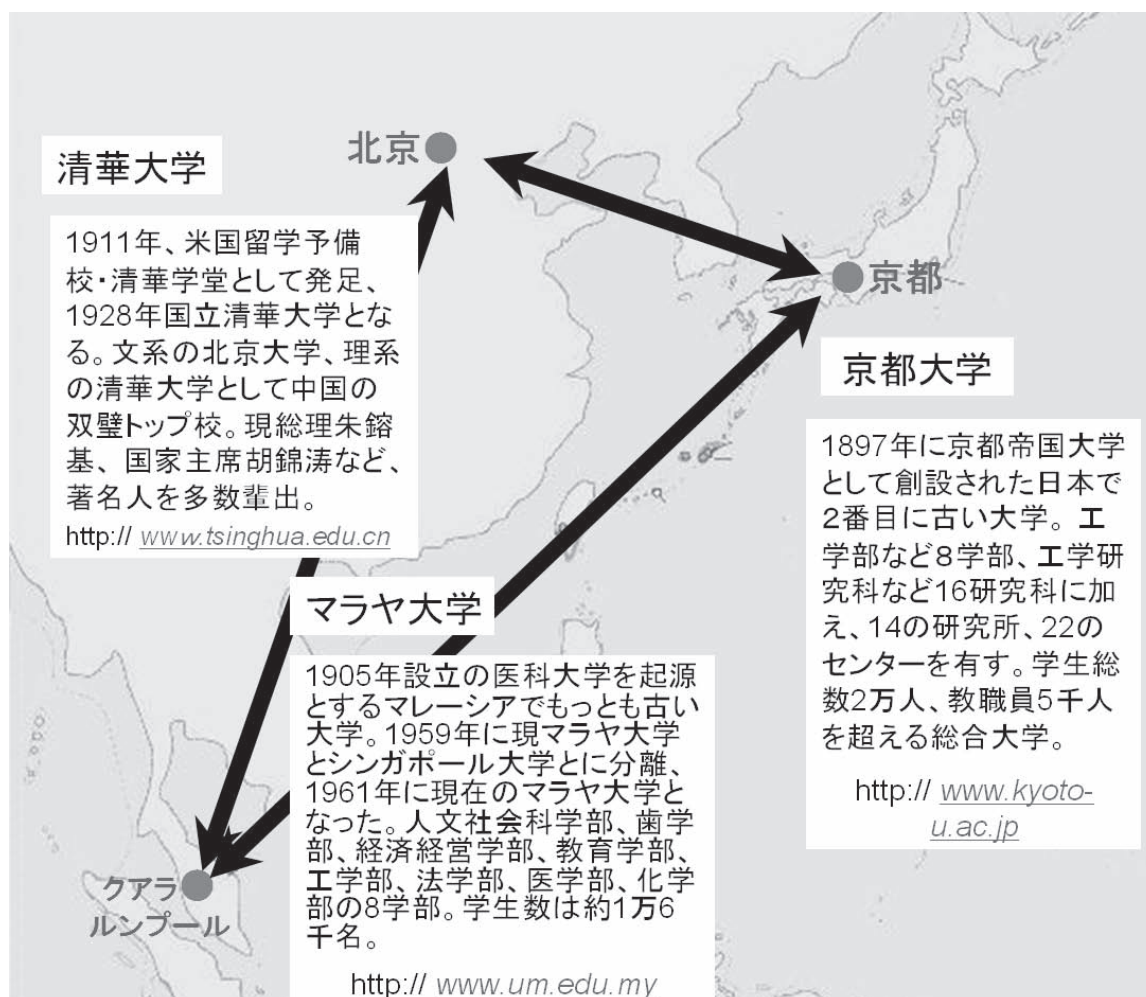 北京
清華大学
1911年、米国留学予備
校・清華学堂として発足、
1928年国立清華大学とな
る。文系の北京大学、理系
の清華大学として中国の
双璧トップ校。現総理朱鎔
基、国家主席胡錦涛など、
著名人を多数輩出。
http:// www.tsinghua.edu.cn
京都
京都大学
1897年に京都帝国大学
として創設された日本で
2番目に古い大学。工
学部など8学部、工学研
究科など16研究科に加
え、14の研究所、22の
センターを有す。学生総
数2万人、教職員5千人
を超える総合大学。
http:// www.kyoto-
u.ac.jp
マラヤ大学
1905年設立の医科大学を起源
とするマレーシアでもっとも古い
大学。1959年に現マラヤ大学
とシンガポール大学とに分離、
1961年に現在のマラヤ大学と
なった。人文社会科学部、歯学
部、経済経営学部、教育学部、
工学部、法学部、医学部、化学
部の8学部。学生数は約1万6
千名。
http:// www.um.edu.my
クアラ
ルンプール